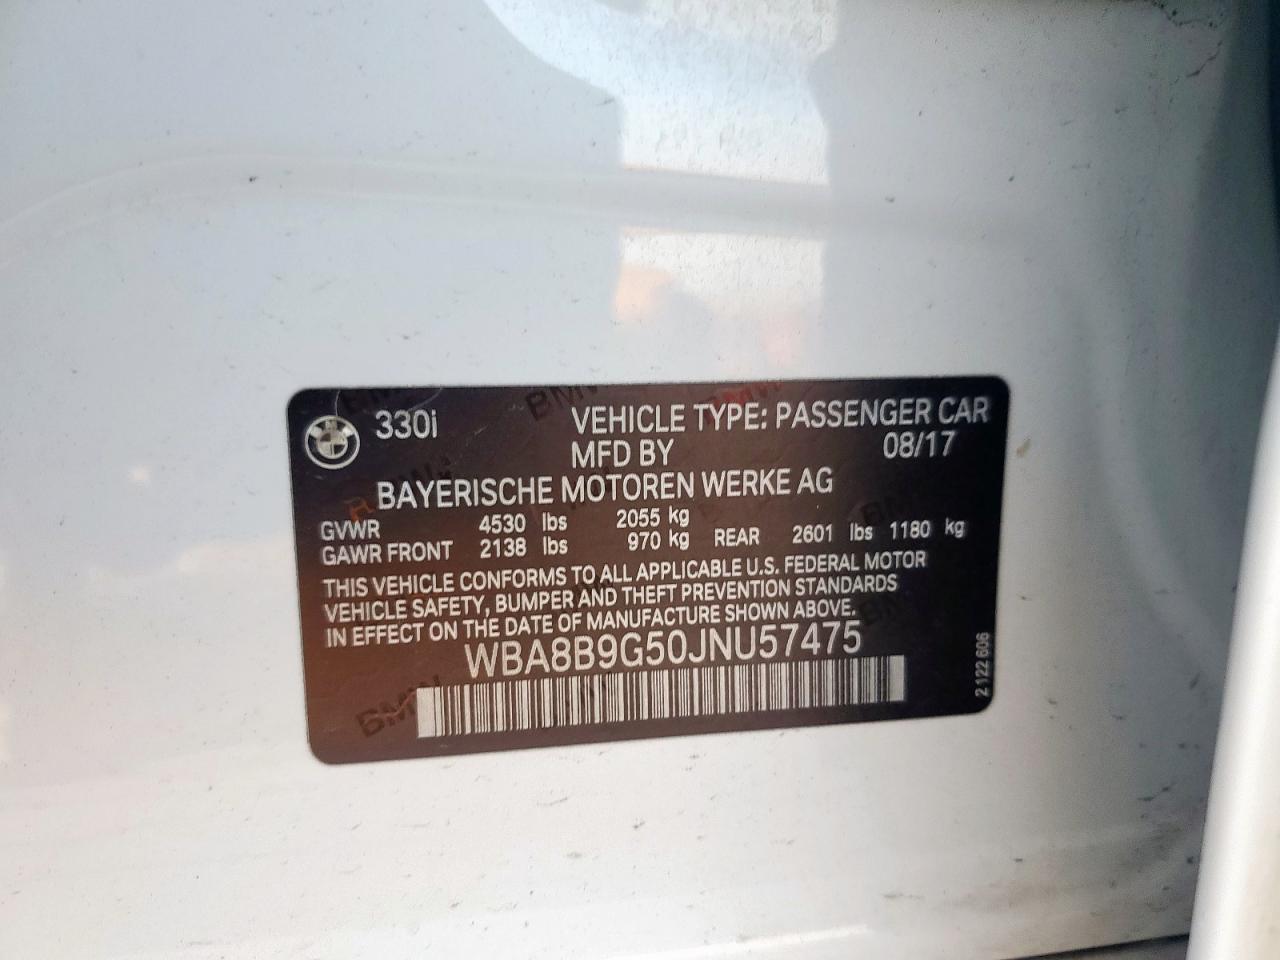 330i VEHICLE TYPE: PASSENGER CAR
MFD BY 08/17
BAYERISCHE MOTOREN WERKE AG
GVWR 4530 lbs 2055 kg
GAWR FRONT 2138 lbs 970 kg REAR 2601 lbs 1180 kg
THIS VEHICLE CONFORMS TO ALL APPLICABLE U.S. FEDERAL MOTOR
VEHICLE SAFETY, BUMPER AND THEFT PREVENTION STANDARDS
IN EFFECT ON THE DATE OF MANUFACTURE SHOWN ABOVE.
WBA8B9G50JNU57475
2 122 606
BMW
BMW
BMW